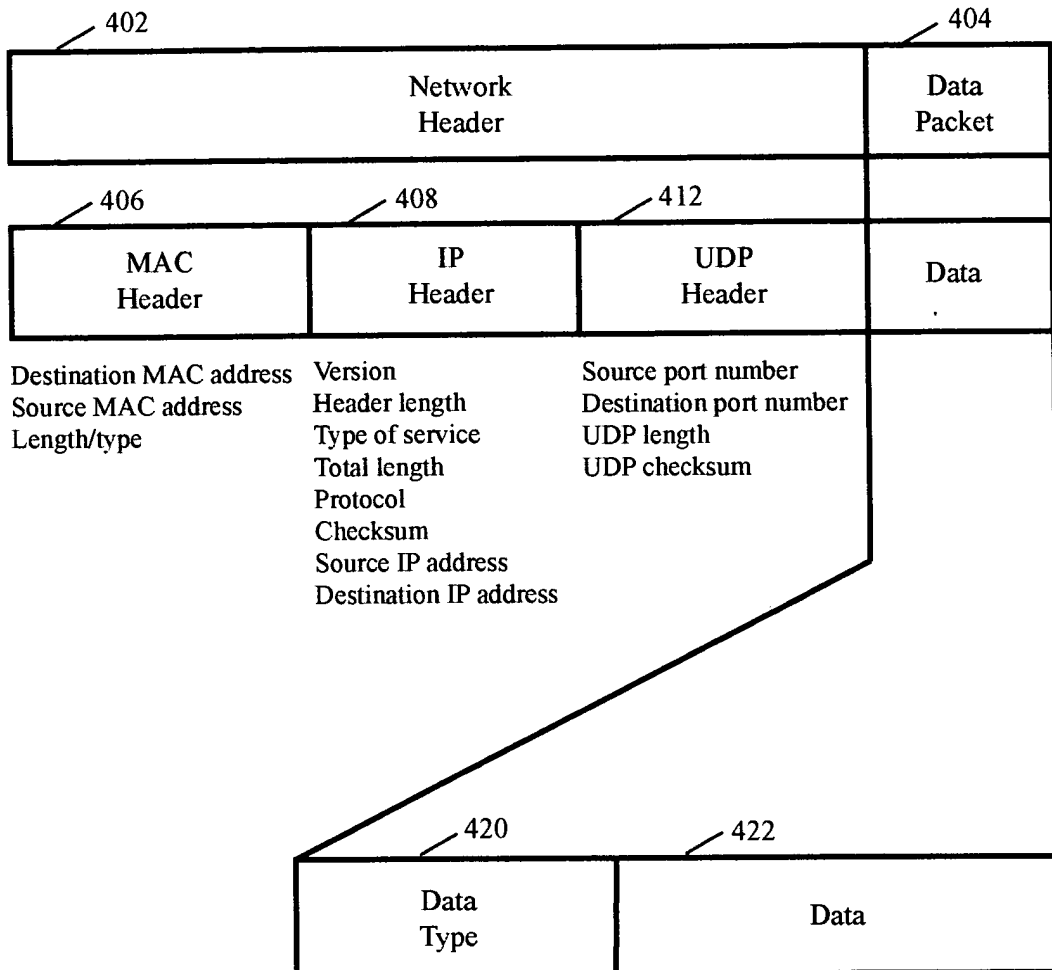 402
404
Network
Header
Data
Packet
406
408
412
MAC
Header
IP
Header
UDP
Header
Data
Destination MAC address
Source MAC address
Length/type
Version
Header length
Type of service
Total length
Protocol
Checksum
Source IP address
Destination IP address
Source port number
Destination port number
UDP length
UDP checksum
420
422
Data
Type
Data